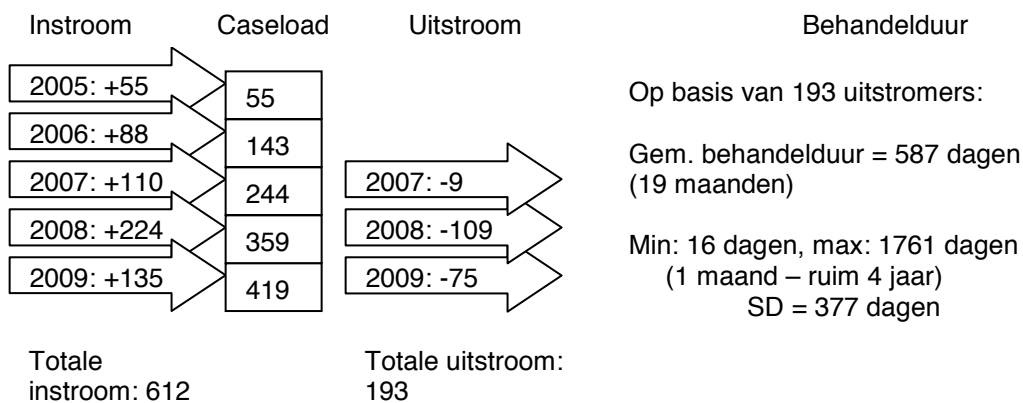 Instroom Caseload Uitstroom Behandelduur
2005: +55
55
2006: +88
143
2007: +110
244
2007: -9
2008: +224
359
2008: -109
2009: +135
419
2009: -75
Totale
instroom: 612
Totale uitstroom:
193
Op basis van 193 uitstromers:
Gem. behandelduur = 587 dagen
(19 maanden)
Min: 16 dagen, max: 1761 dagen
(1 maand – ruim 4 jaar)
SD = 377 dagen